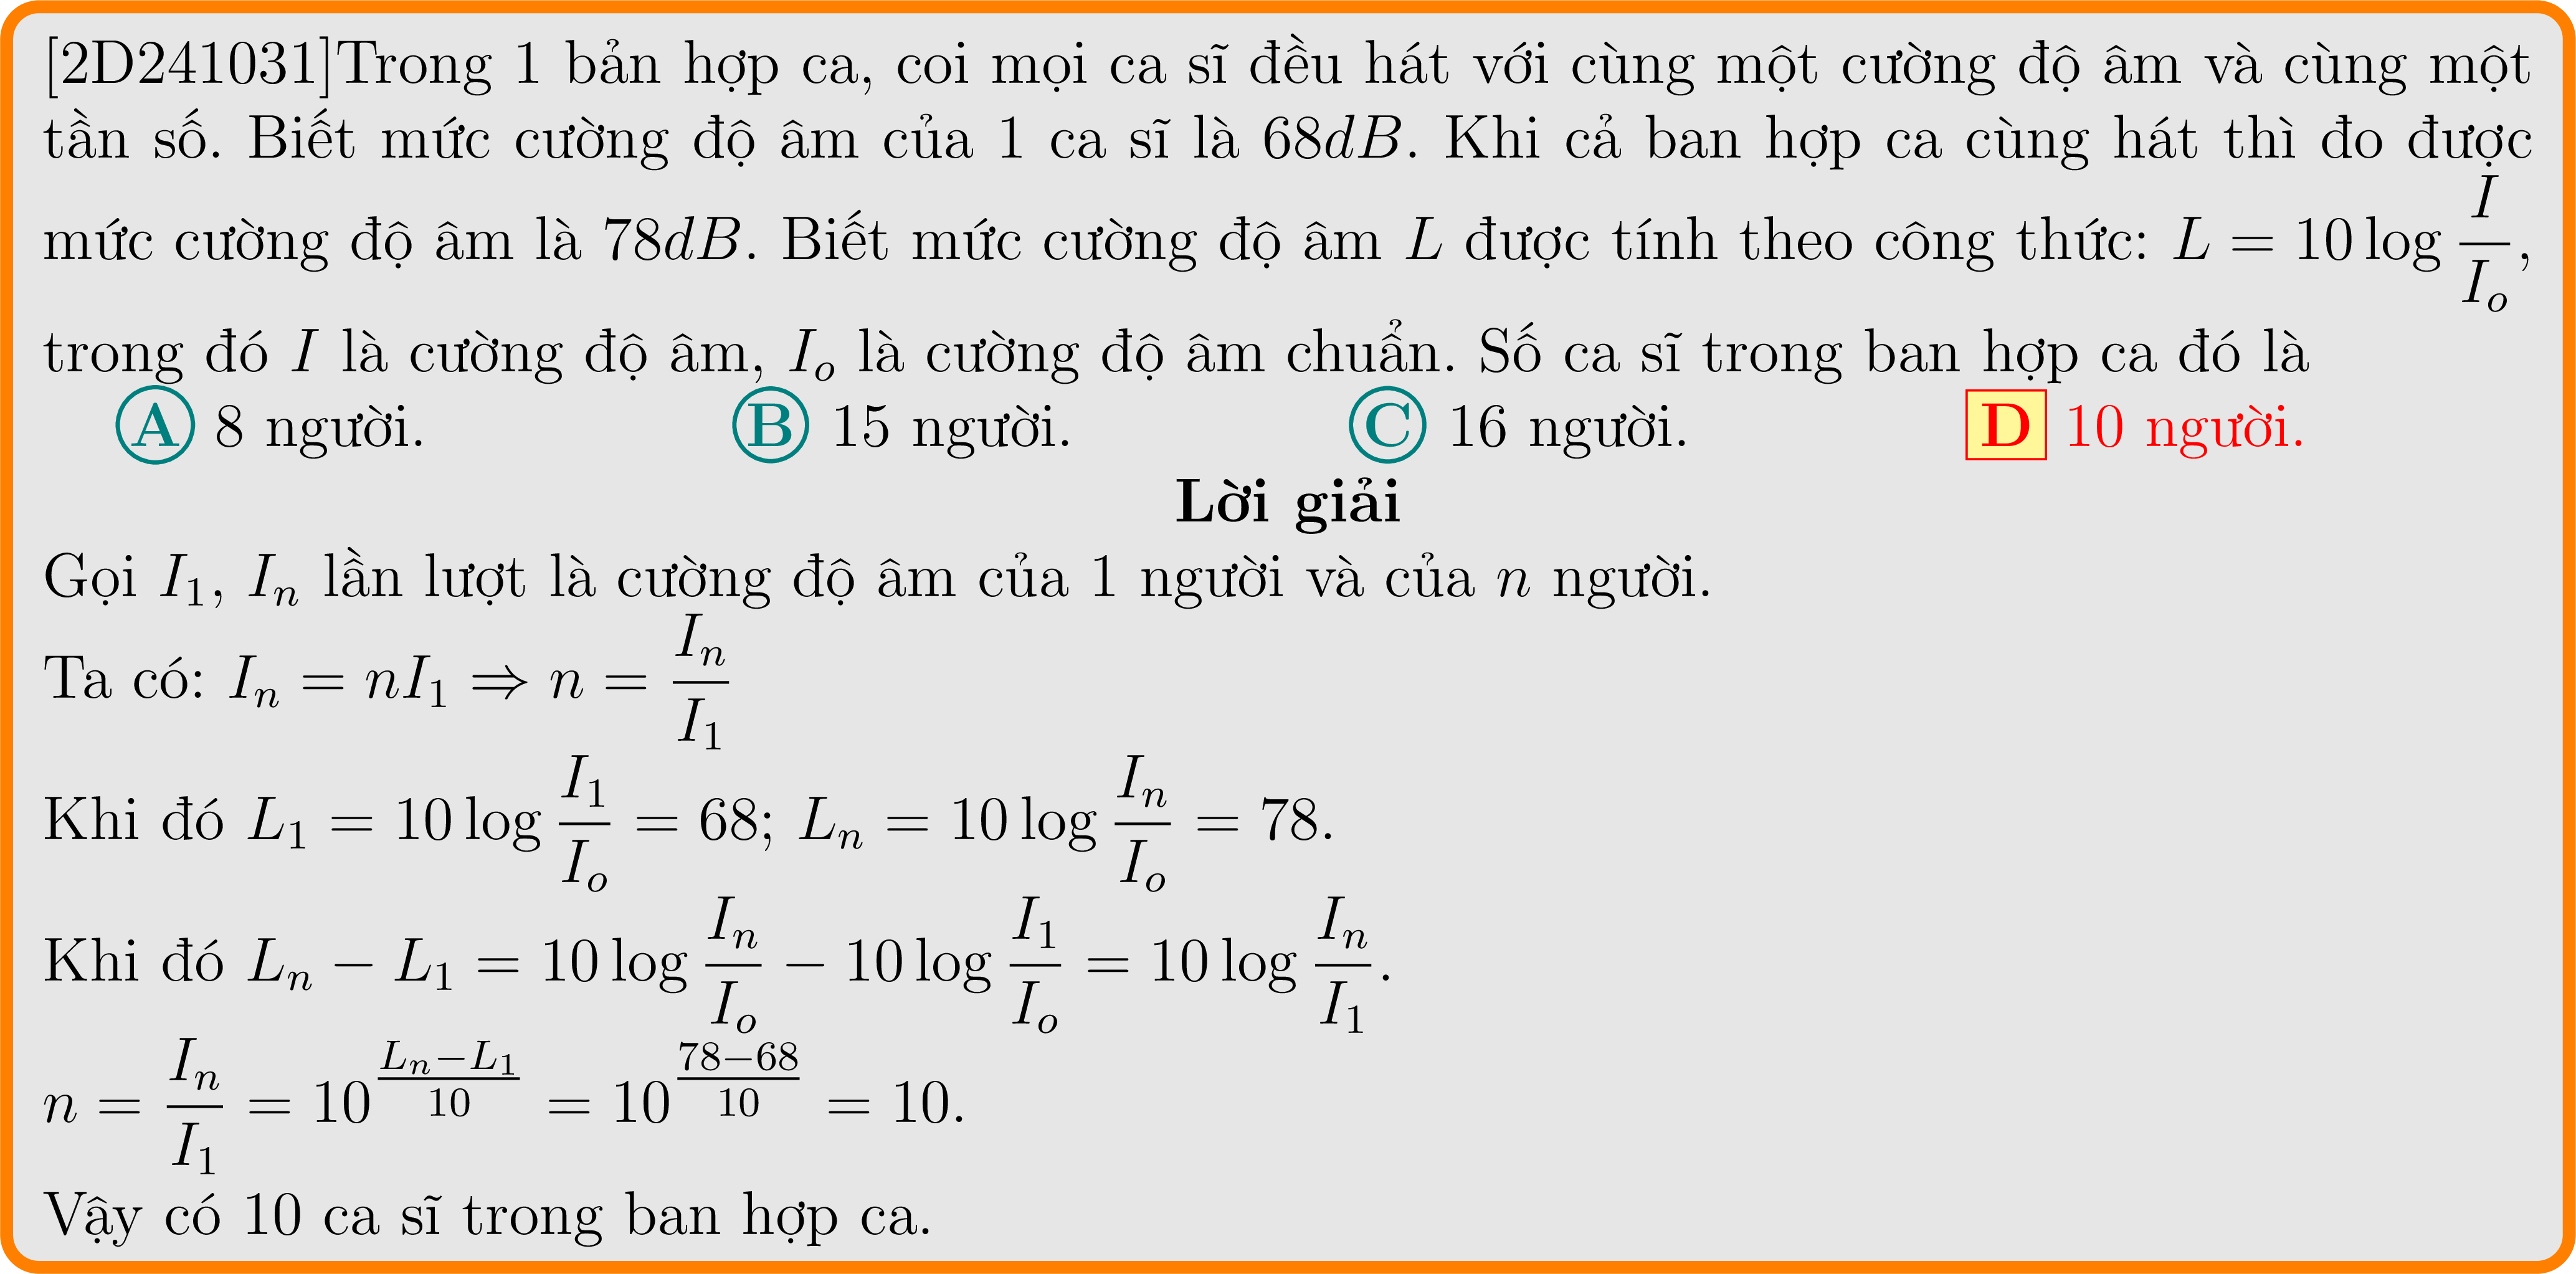 [2D241031]Trong 1 bản hợp ca, coi mọi ca sĩ đều hát với cùng một cường độ âm và cùng một
tần số. Biết mức cường độ âm của 1 ca sĩ là 68dB. Khi cả ban hợp ca cùng hát thì đo được
mức cường độ âm là 78dB. Biết mức cường độ âm L được tính theo công thức: $L = 10 \log \frac{I}{I_o}$,
trong đó I là cường độ âm, $I_o$ là cường độ âm chuẩn. Số ca sĩ trong ban hợp ca đó là
A 8 người. B 15 người. C 16 người. D 10 người.
Lời giải
Gọi $I_1$, $I_n$ lần lượt là cường độ âm của 1 người và của n người.
Ta có: $I_n = nI_1 \Rightarrow n = \frac{I_n}{I_1}$
Khi đó $L_1 = 10 \log \frac{I_1}{I_o} = 68$; $L_n = 10 \log \frac{I_n}{I_o} = 78$.
Khi đó $L_n - L_1 = 10 \log \frac{I_n}{I_o} - 10 \log \frac{I_1}{I_o} = 10 \log \frac{I_n}{I_1}$.
$n = \frac{I_n}{I_1} = 10^{\frac{L_n - L_1}{10}} = 10^{\frac{78-68}{10}} = 10$.
Vậy có 10 ca sĩ trong ban hợp ca.